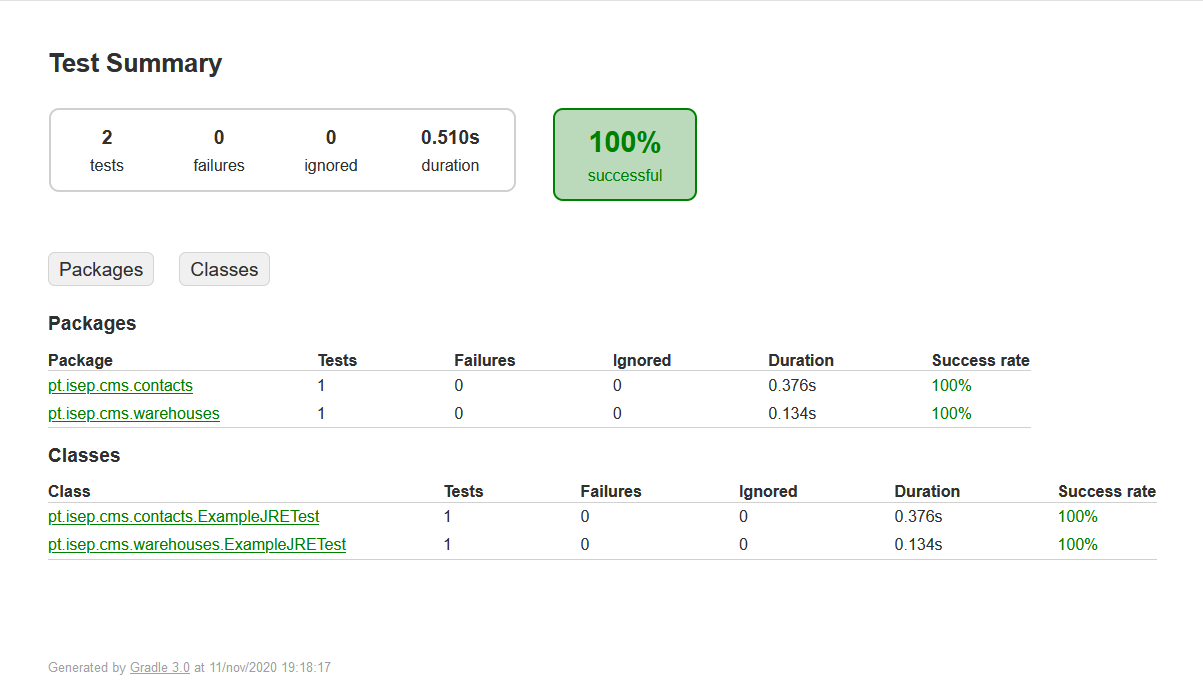 Test Summary
2 0 0 0.510s
tests failures ignored duration
100%
successful
Packages Classes
Packages
Package Tests Failures Ignored Duration Success rate
pt.isep.cms.contacts 1 0 0 0.376s 100%
pt.isep.cms.warehouses 1 0 0 0.134s 100%
Classes
Class Tests Failures Ignored Duration Success rate
pt.isep.cms.contacts.ExampleJRETest 1 0 0 0.376s 100%
pt.isep.cms.warehouses.ExampleJRETest 1 0 0 0.134s 100%
Generated by Gradle 3.0 at 11/nov/2020 19:18:17